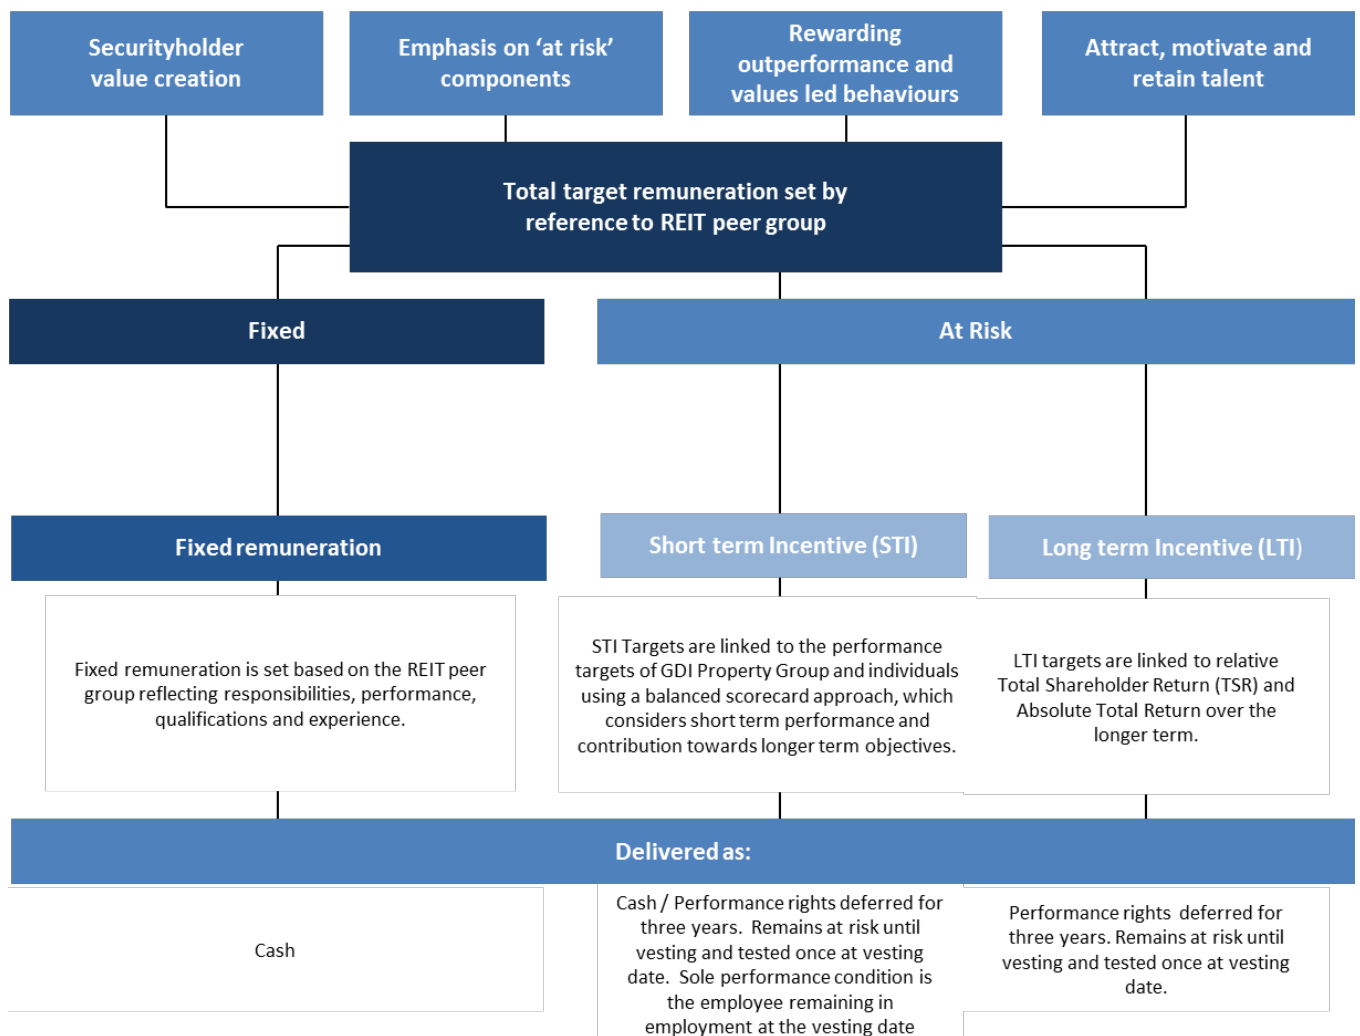 Securityholder
value creation
Emphasis on ‘at risk’
components
Rewarding
outperformance and
values led behaviours
Attract, motivate and
retain talent
Total target remuneration set by
reference to REIT peer group
Fixed
At Risk
Fixed remuneration
Short term Incentive (STI)
Long term Incentive (LTI)
Fixed remuneration is set based on the REIT peer
group reflecting responsibilities, performance,
qualifications and experience.
STI Targets are linked to the performance
targets of GDI Property Group and individuals
using a balanced scorecard approach, which
considers short term performance and
contribution towards longer term objectives.
LTI targets are linked to relative
Total Shareholder Return (TSR) and
Absolute Total Return over the
longer term.
Delivered as:
Cash
Cash / Performance rights deferred for
three years. Remains at risk until
vesting and tested once at vesting
date. Sole performance condition is
the employee remaining in
employment at the vesting date
Performance rights deferred for
three years. Remains at risk until
vesting and tested once at vesting
date.